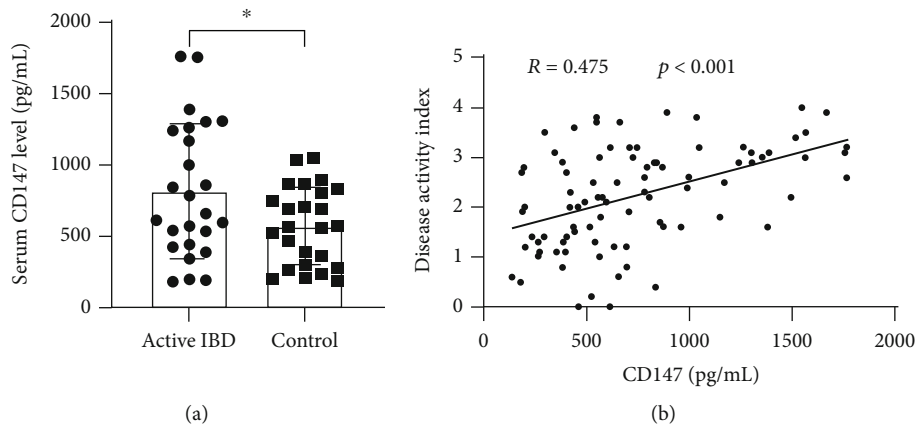 Serum CD147 level (pg/mL)
2000
1500
1000
500
0
*
Active IBD
Control
(a)
Disease activity index
5
4
3
2
1
0
R = 0.475
p < 0.001
0
500
1000
1500
2000
CD147 (pg/mL)
(b)